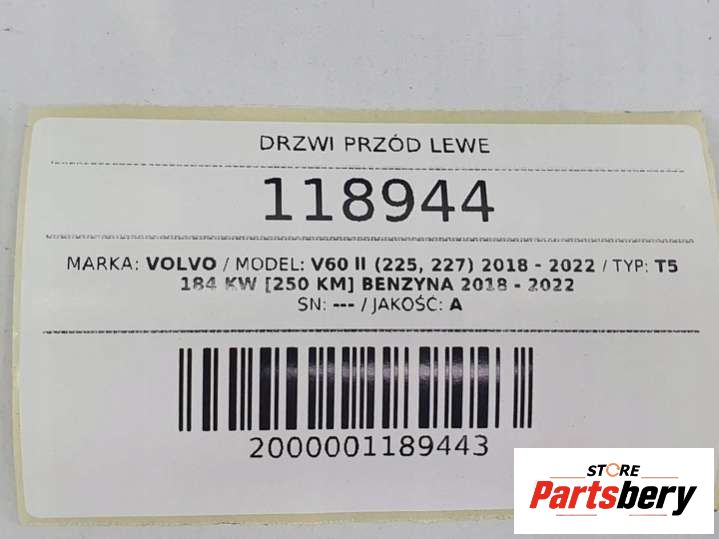 DRZWI PRZÓD LEWE
118944
MARKA: VOLVO / MODEL: V60 II (225, 227) 2018 - 2022 / TYP: T5
184 KW [250 KM] BENZYNA 2018 - 2022
SN: --- / JAKOŚĆ: A
2000001189443
STORE
Partsbery